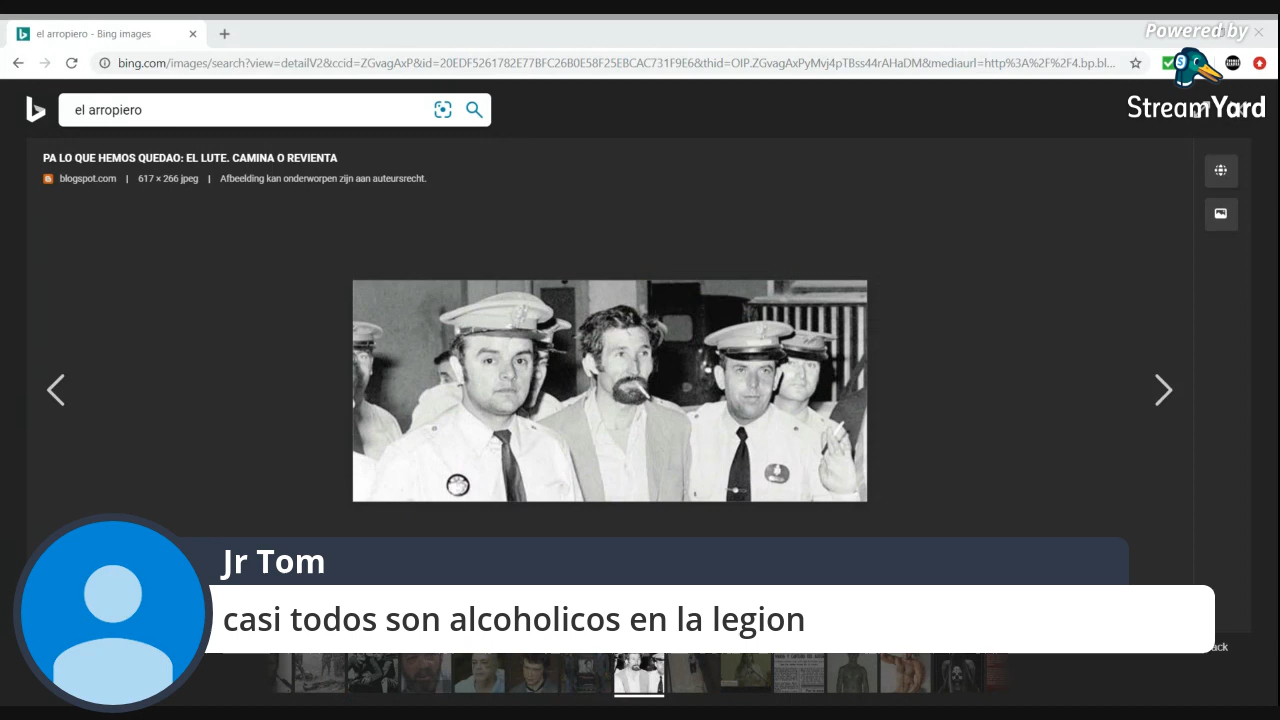 el arropiero - Bing images
Powered by
bing.com/images/search?view=detailV2&ccid=ZGvagAxP&id=20EDF5261782E77BFC26B0E58F25EBCAC731F9E6&thid=OIP.ZGvagAxPyMvj4pTBss44rAHaDM&mediaurl=http%3A%2F%2F4.bp.bl...
el arropiero
StreamYard
PA LO QUE HEMOS QUEDAO: EL LUTE. CAMINA O REVIENTA
blogspot.com | 617 × 266 jpeg | Afbeelding kan onderworpen zijn aan auteursrecht.
Jr Tom
casi todos son alcoholicos en la legion